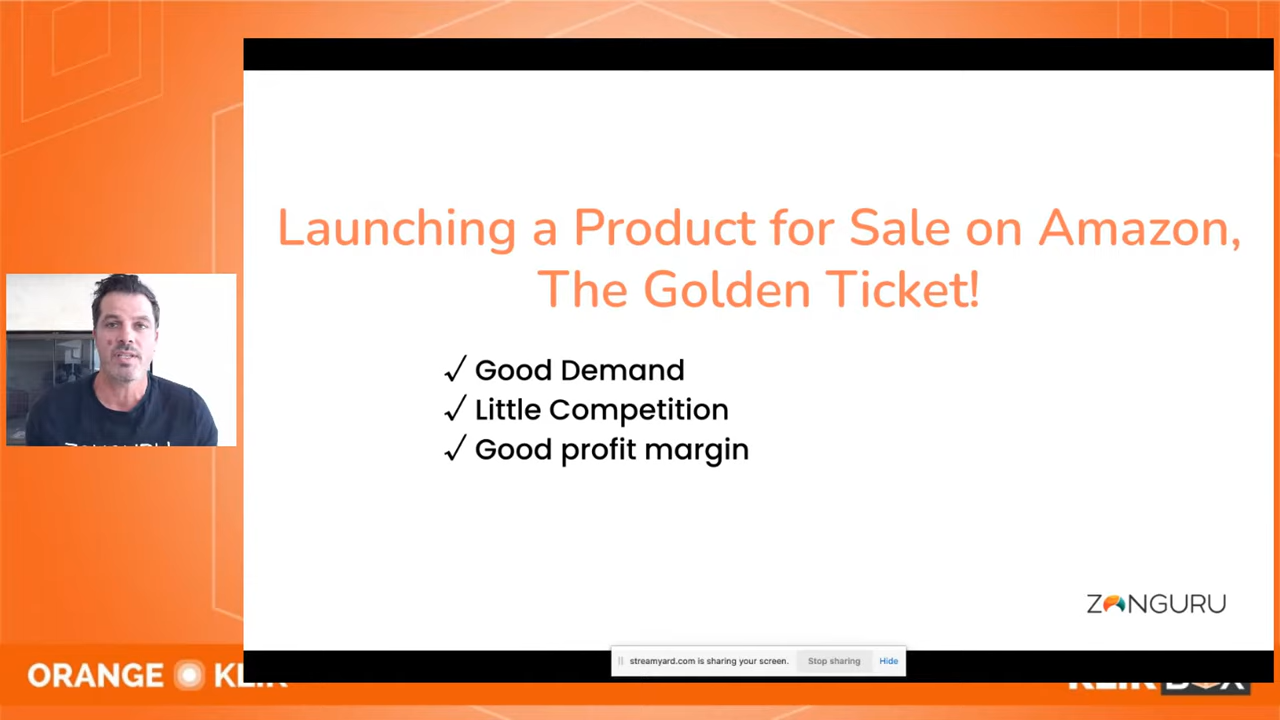 Launching a Product for Sale on Amazon,
The Golden Ticket!
✓ Good Demand
✓ Little Competition
✓ Good profit margin
ZONGURU
streamyard.com is sharing your screen.
Stop sharing
Hide
ORANGE KLIK